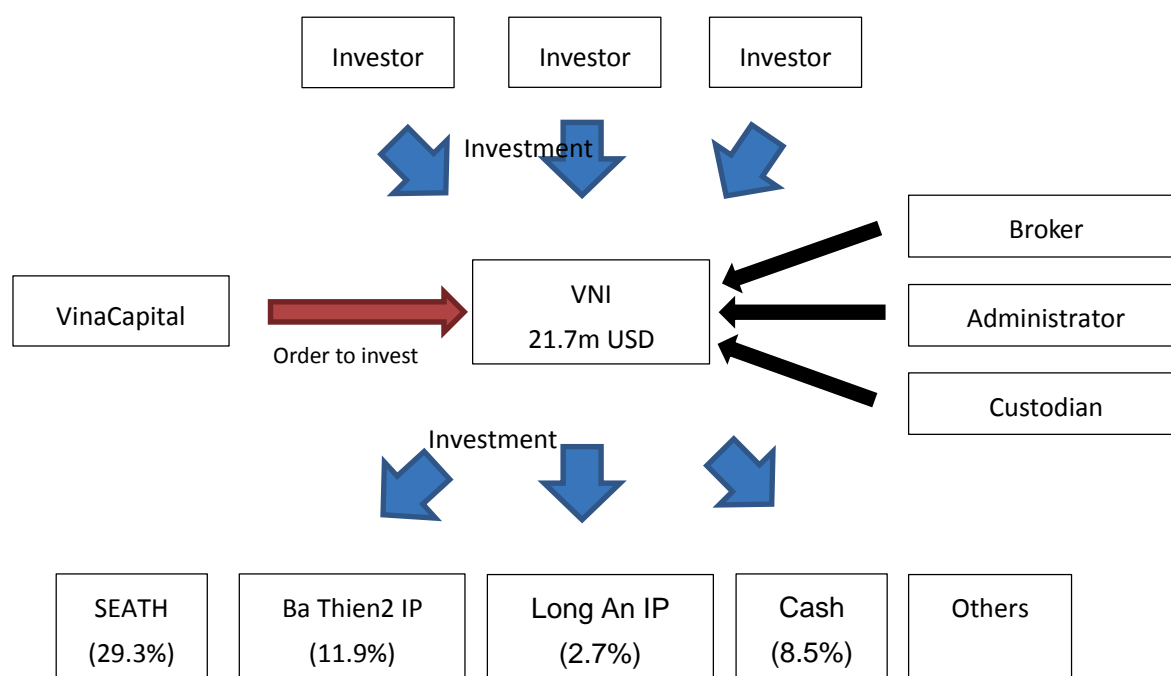 Investor
Investor
Investor
Investment
Broker
VinaCapital
Order to invest
VNI
21.7m USD
Administrator
Custodian
Investment
SEATH
(29.3%)
Ba Thien2 IP
(11.9%)
Long An IP
(2.7%)
Cash
(8.5%)
Others